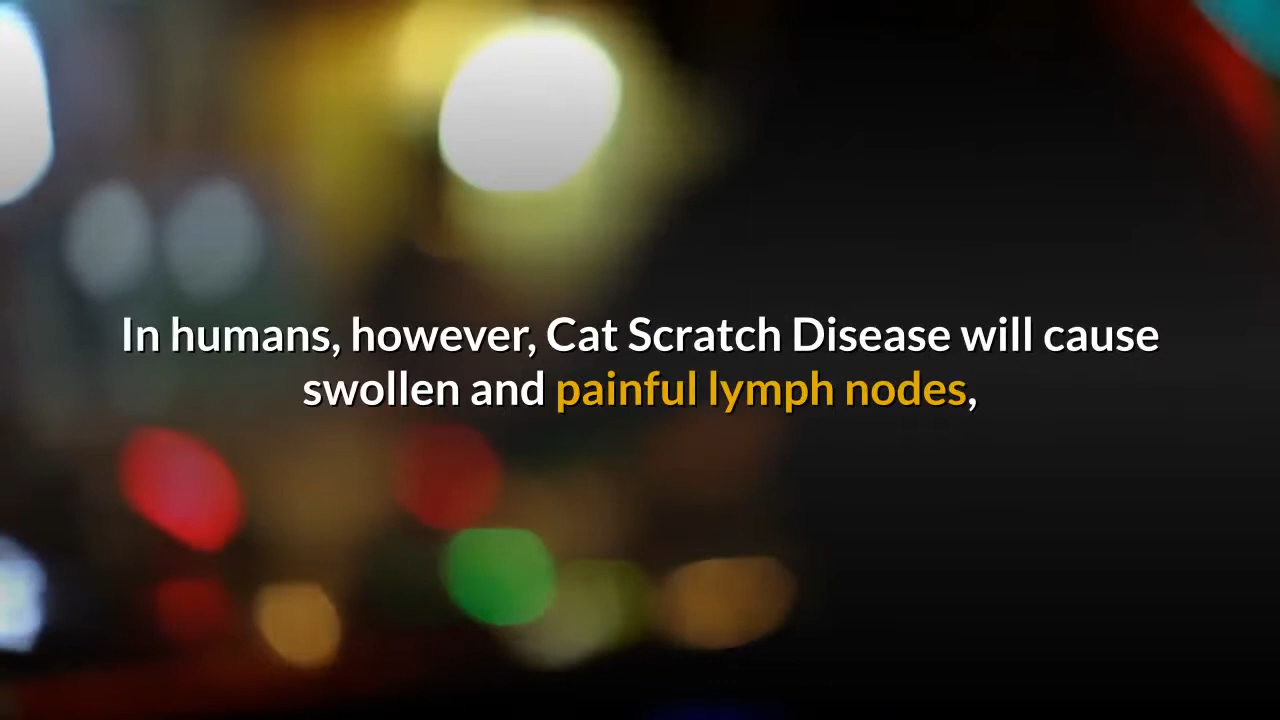 In humans, however, Cat Scratch Disease will cause
swollen and painful lymph nodes,